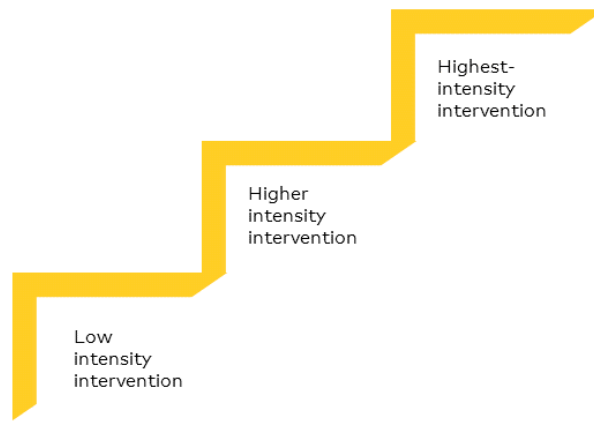 Highest-
intensity
intervention
Higher
intensity
intervention
Low
intensity
intervention